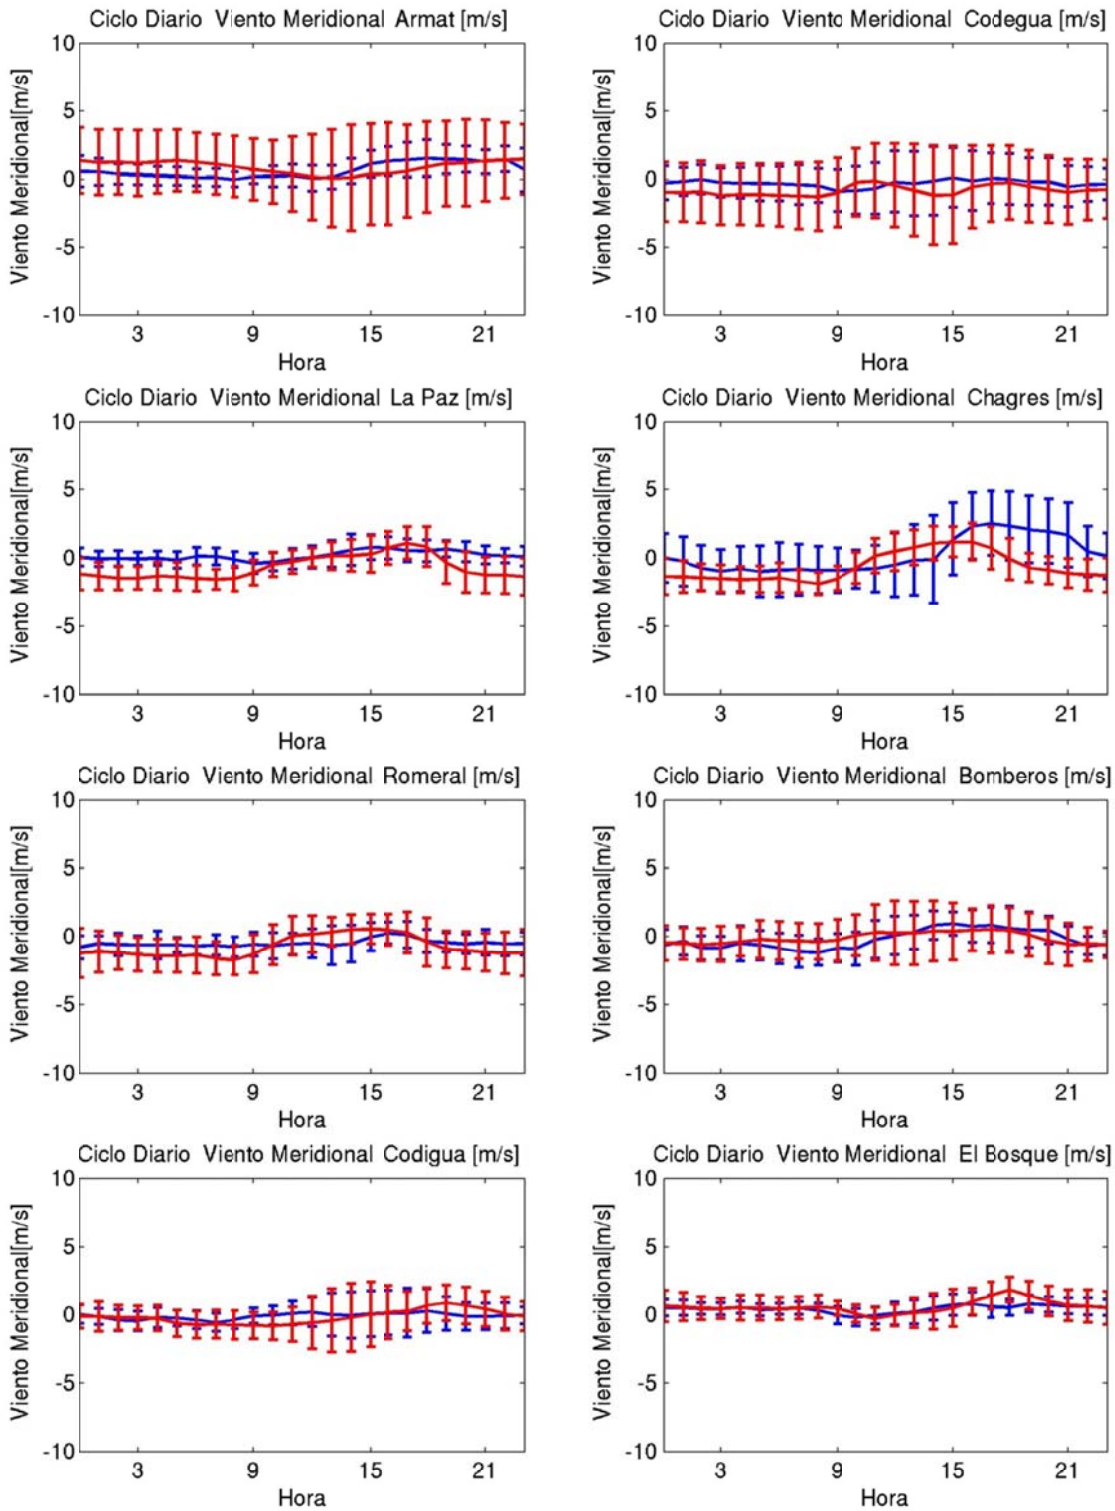 Ciclo Diario Viento Meridional Armat [m/s]
Ciclo Diario Viento Meridional Codegua [m/s]
10
5
0
-5
-10
Viento Meridional[m/s]
3 9 15 21
Hora
10
5
0
-5
-10
Viento Meridional[m/s]
3 9 15 21
Hora
Ciclo Diario Viento Meridional La Paz [m/s]
Ciclo Diario Viento Meridional Chagres [m/s]
10
5
0
-5
-10
Viento Meridional[m/s]
3 9 15 21
Hora
10
5
0
-5
-10
Viento Meridional[m/s]
3 9 15 21
Hora
Ciclo Diario Viento Meridional Romeral [m/s]
Ciclo Diario Viento Meridional Bomberos [m/s]
10
5
0
-5
-10
Viento Meridional[m/s]
3 9 15 21
Hora
10
5
0
-5
-10
Viento Meridional[m/s]
3 9 15 21
Hora
Ciclo Diario Viento Meridional Codigua [m/s]
Ciclo Diario Viento Meridional El Bosque [m/s]
10
5
0
-5
-10
Viento Meridional[m/s]
3 9 15 21
Hora
10
5
0
-5
-10
Viento Meridional[m/s]
3 9 15 21
Hora